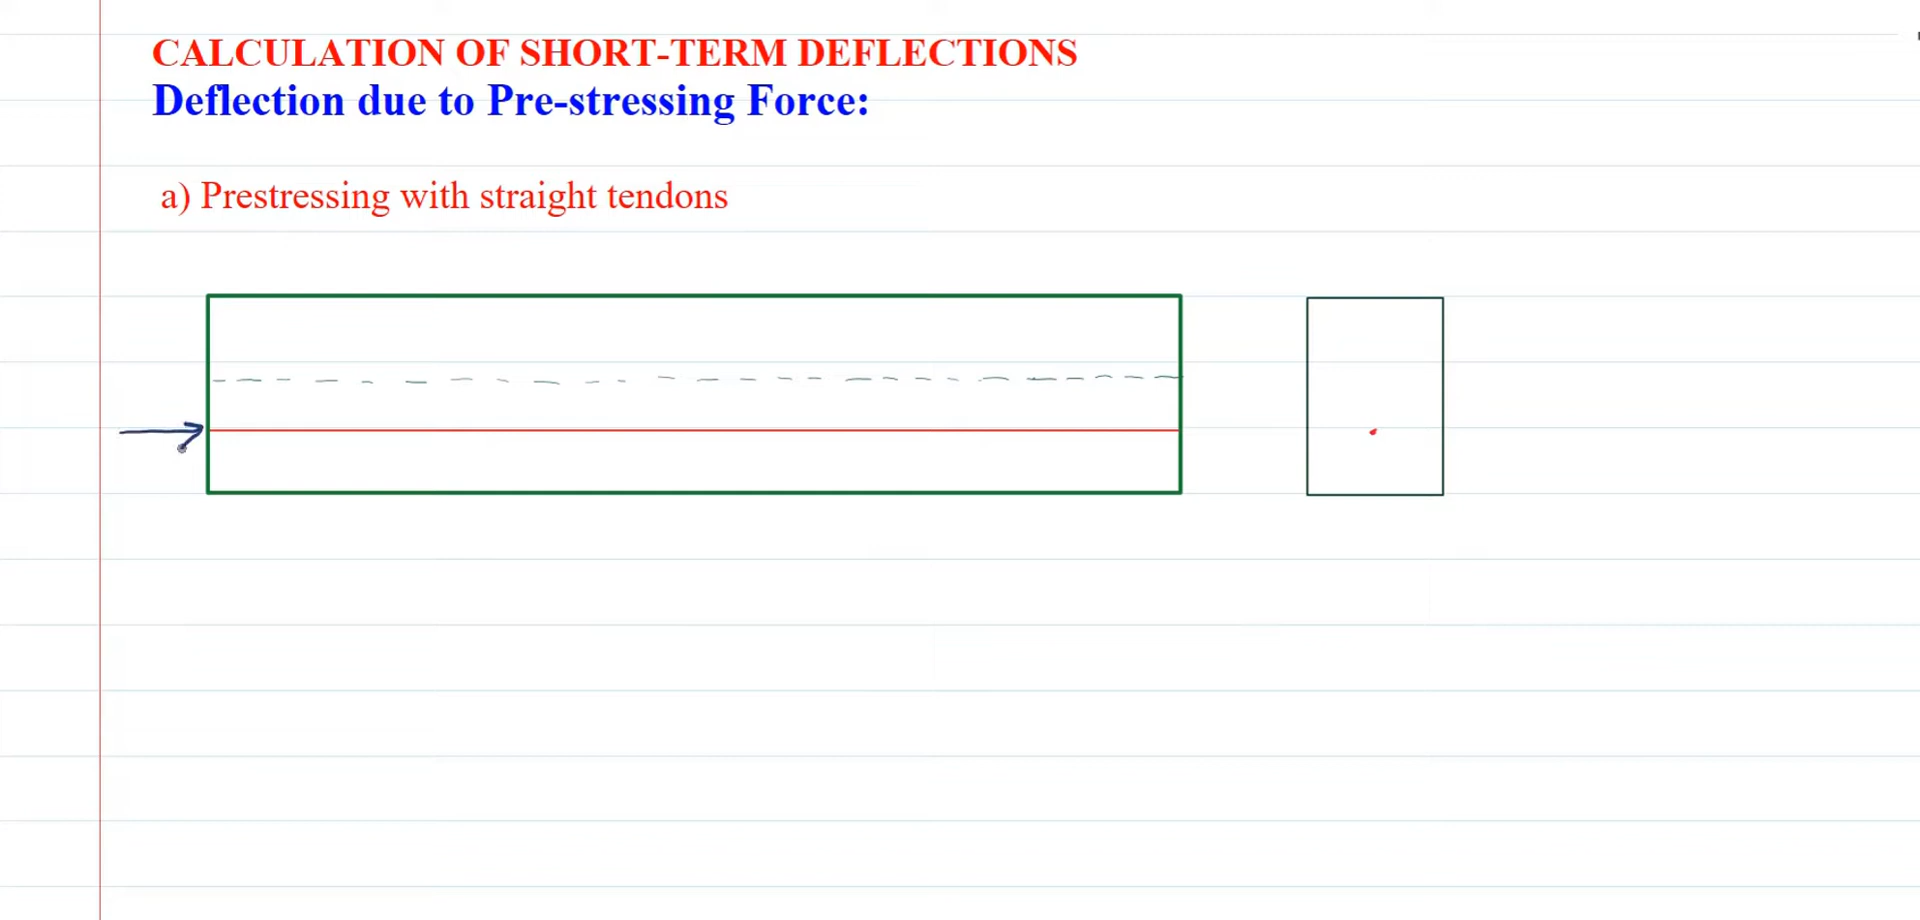 CALCULATION OF SHORT-TERM DEFLECTIONS
Deflection due to Pre-stressing Force:
a) Prestressing with straight tendons